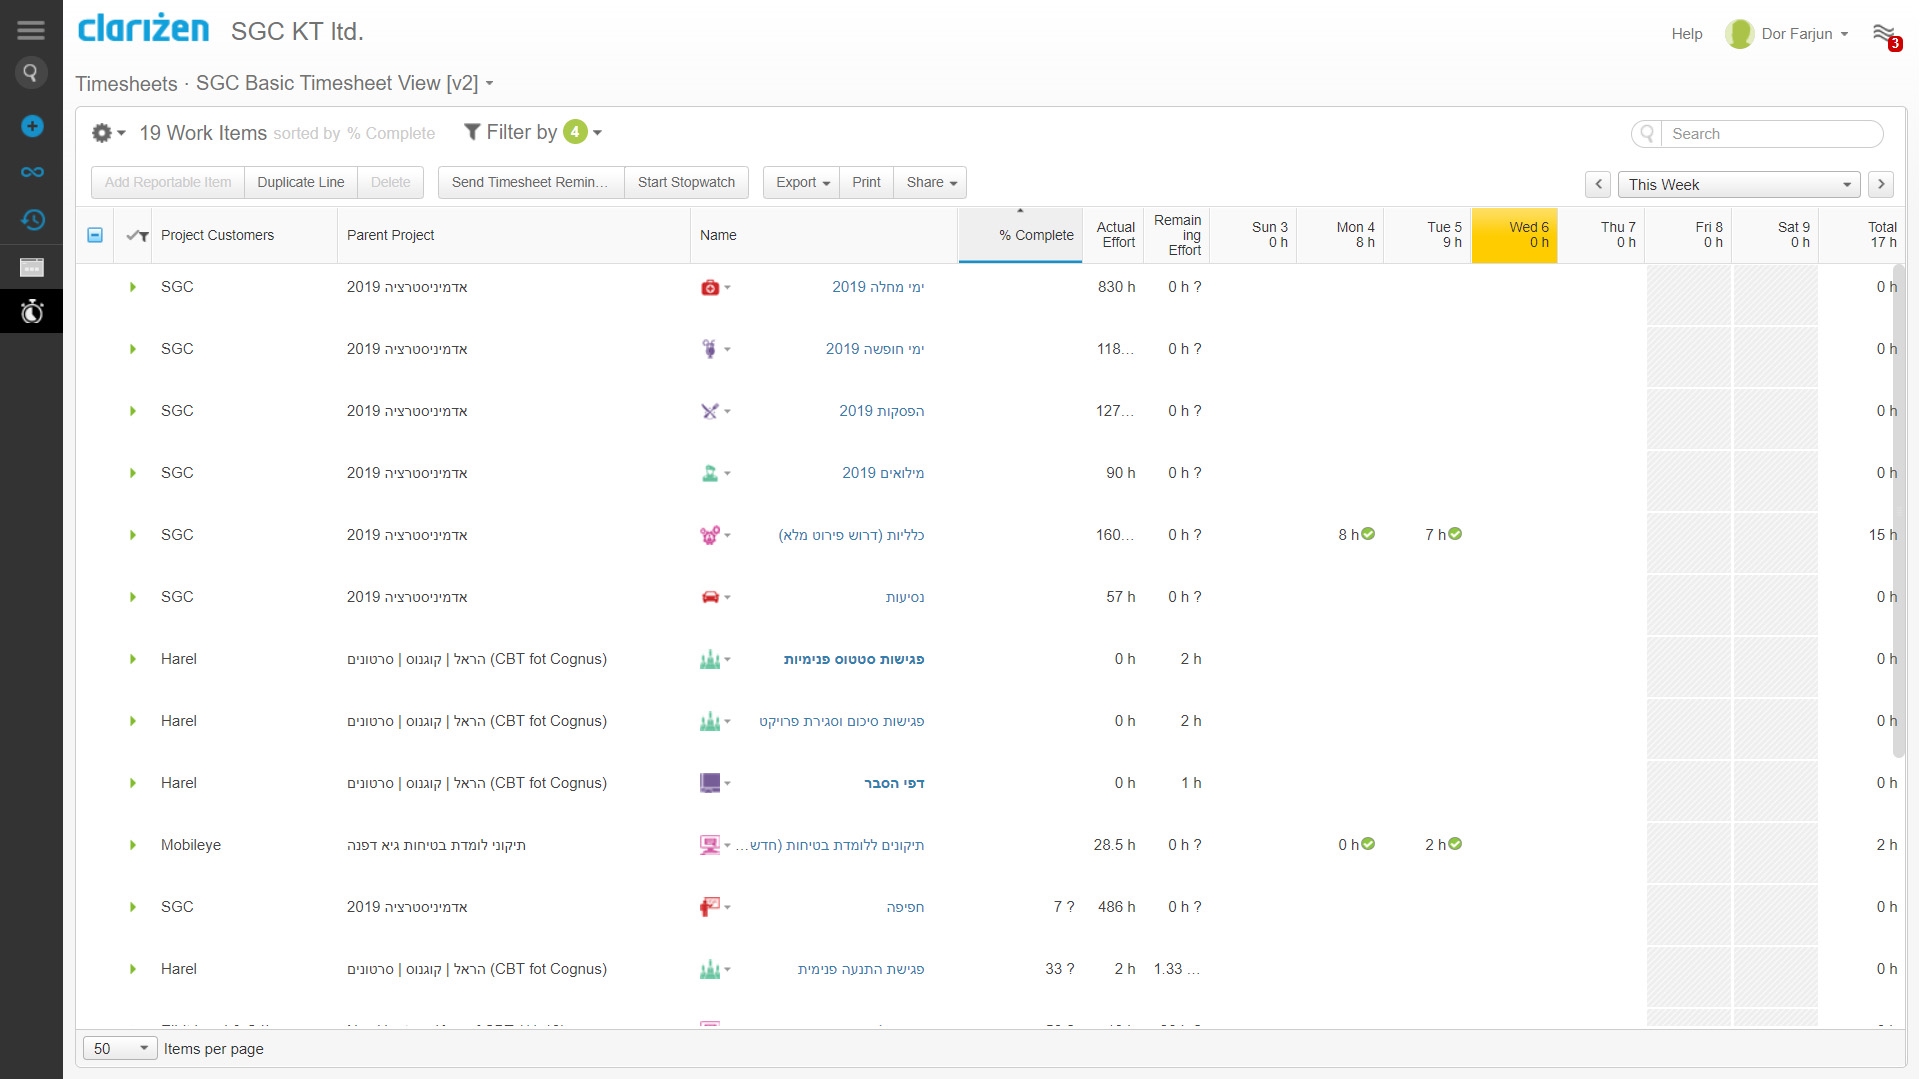 clarizen SGC KT ltd. Help Dor Farjun 3
Timesheets · SGC Basic Timesheet View [v2]
19 Work Items sorted by % Complete Filter by 4 Search
Add Reportable Item Duplicate Line Delete Send Timesheet Remin... Start Stopwatch Export Print Share This Week
Project Customers Parent Project Name % Complete Actual Effort Remaining Effort Sun 3 0 h Mon 4 8 h Tue 5 9 h Wed 6 0 h Thu 7 0 h Fri 8 0 h Sat 9 0 h Total 17 h
SGC אדמיניסטרציה 2019 ימי מחלה 2019 830 h 0 h ? 0 h
SGC אדמיניסטרציה 2019 ימי חופשה 2019 118... 0 h ? 0 h
SGC אדמיניסטרציה 2019 הפסקות 2019 127... 0 h ? 0 h
SGC אדמיניסטרציה 2019 מילואים 2019 90 h 0 h ? 0 h
SGC אדמיניסטרציה 2019 כלליות (דרוש פירוט מלא) 160... 0 h ? 8 h 7 h 15 h
SGC אדמיניסטרציה 2019 נסיעות 57 h 0 h ? 0 h
Harel הראל | קוגנוס | סרטונים (CBT fot Cognus) פגישות סטטוס פנימיות 0 h 2 h 0 h
Harel הראל | קוגנוס | סרטונים (CBT fot Cognus) פגישות סיכום וסגירת פרויקט 0 h 2 h 0 h
Harel הראל | קוגנוס | סרטונים (CBT fot Cognus) דפי הסבר 0 h 1 h 0 h
Mobileye תיקוני לומדת בטיחות גיא דפנה תיקונים ללומדת בטיחות (חדש... 28.5 h 0 h ? 0 h 2 h 2 h
SGC אדמיניסטרציה 2019 חפיפה 7 ? 486 h 0 h ? 0 h
Harel הראל | קוגנוס | סרטונים (CBT fot Cognus) פגישת התנעה פנימית 33 ? 2 h 1.33 ... 0 h
50 Items per page